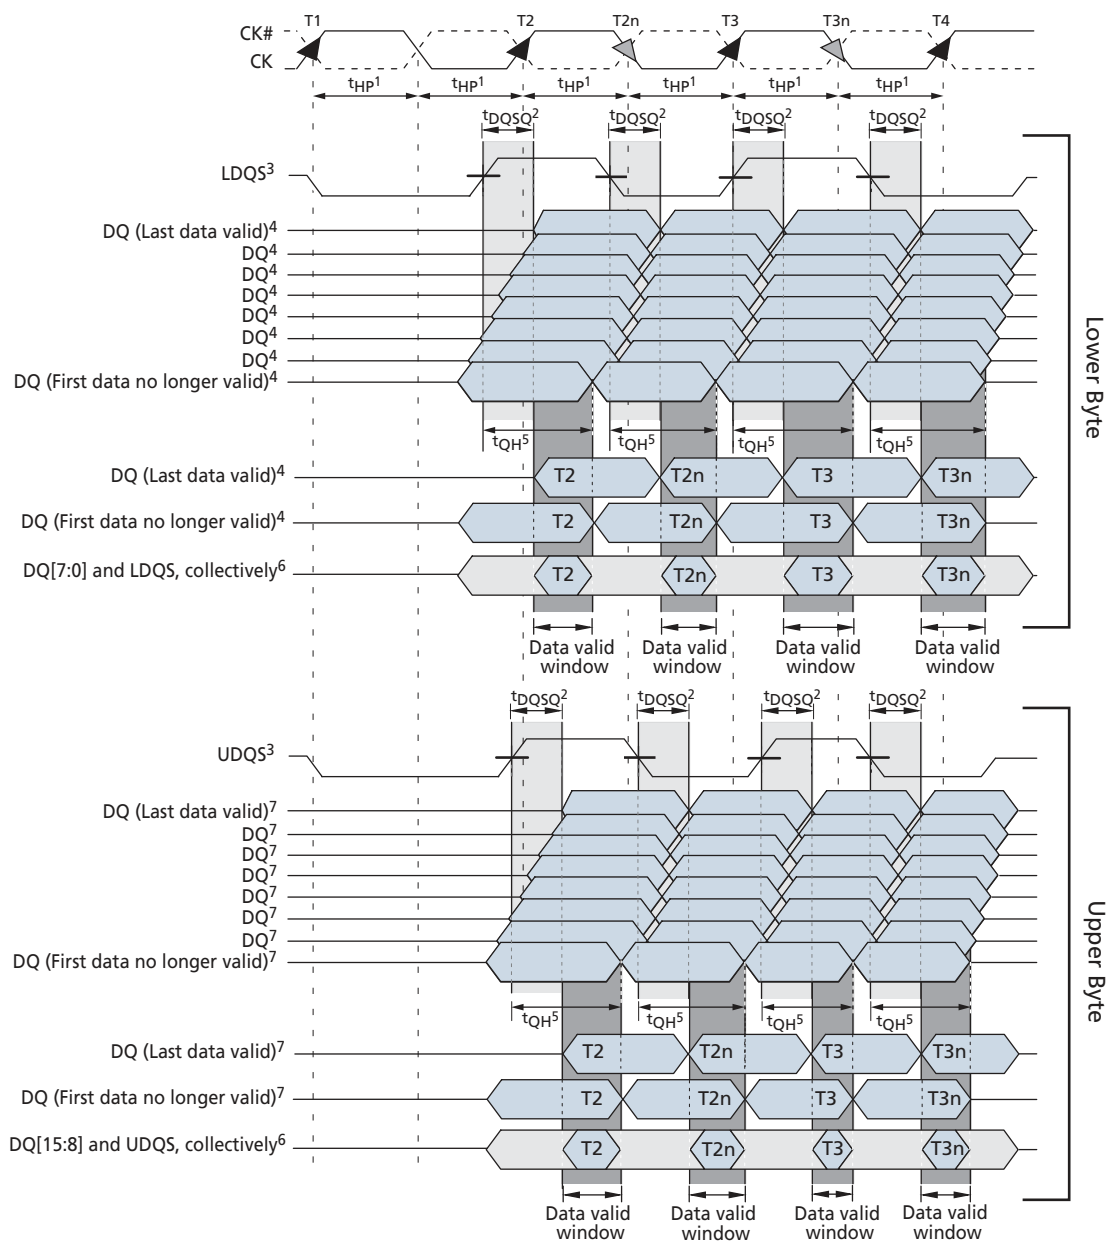 T1 T2 T2n T3 T3n T4
CK#
CK
tHP1 tHP1 tHP1 tHP1 tHP1 tHP1
tDQSQ2 tDQSQ2 tDQSQ2 tDQSQ2
LDQS3
DQ (Last data valid)4
DQ4
DQ4
DQ4
DQ4
DQ4
DQ4
DQ (First data no longer valid)4
tQH5 tQH5 tQH5 tQH5
DQ (Last data valid)4 T2 T2n T3 T3n
DQ (First data no longer valid)4 T2 T2n T3 T3n
DQ[7:0] and LDQS, collectively6 T2 T2n T3 T3n
Data valid window Data valid window Data valid window Data valid window
Lower Byte
tDQSQ2 tDQSQ2 tDQSQ2 tDQSQ2
UDQS3
DQ (Last data valid)7
DQ7
DQ7
DQ7
DQ7
DQ7
DQ7
DQ (First data no longer valid)7
tQH5 tQH5 tQH5 tQH5
DQ (Last data valid)7 T2 T2n T3 T3n
DQ (First data no longer valid)7 T2 T2n T3 T3n
DQ[15:8] and UDQS, collectively6 T2 T2n T3 T3n
Data valid window Data valid window Data valid window Data valid window
Upper Byte